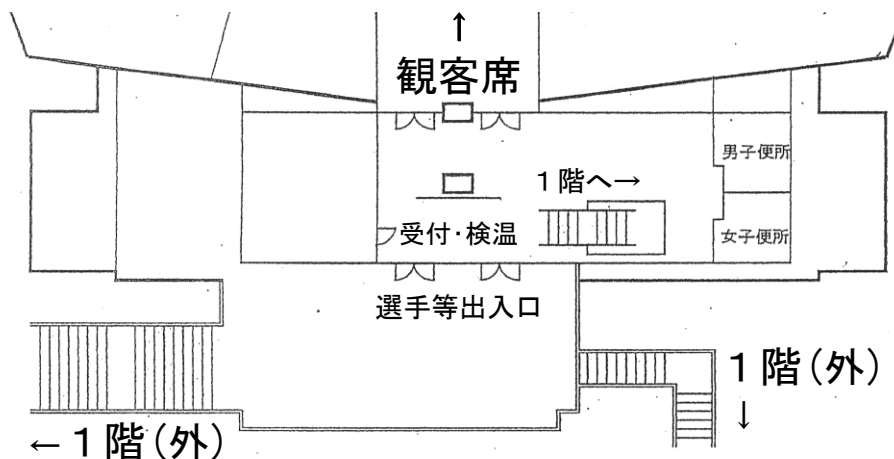 ↑
観客席
男子便所
１階へ→
受付・検温
女子便所
選手等出入口
１階（外）
↓
←１階（外）